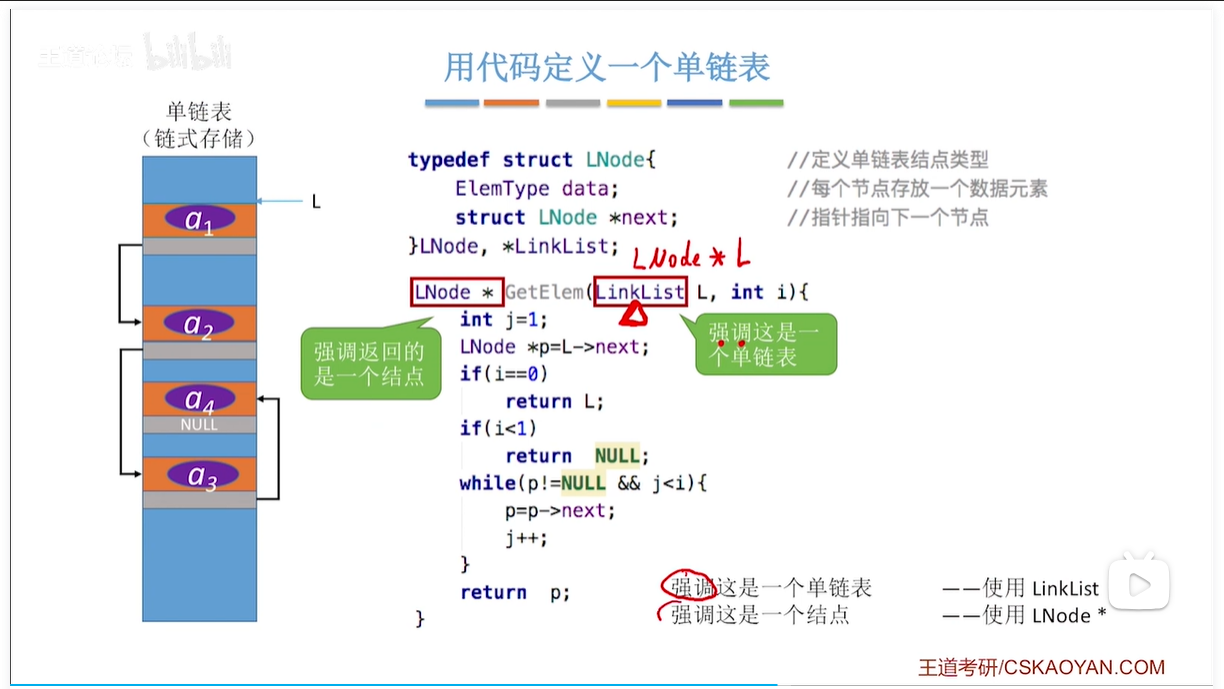 王道论坛 bilibili
用代码定义一个单链表
单链表
（链式存储）
L
a1
a2
a4
NULL
a3
typedef struct LNode{ //定义单链表结点类型
ElemType data; //每个节点存放一个数据元素
struct LNode *next; //指针指向下一个节点
}LNode, *LinkList;
LNode * L
LNode * GetElem(LinkList L, int i){
int j=1;
LNode *p=L->next;
if(i==0)
return L;
if(i<1)
return NULL;
while(p!=NULL && j<i){
p=p->next;
j++;
}
return p;
}
强调返回的
是一个结点
强调这是一
个单链表
强调这是一个单链表 ——使用 LinkList
强调这是一个结点 ——使用 LNode *
王道考研/CSKAOYAN.COM